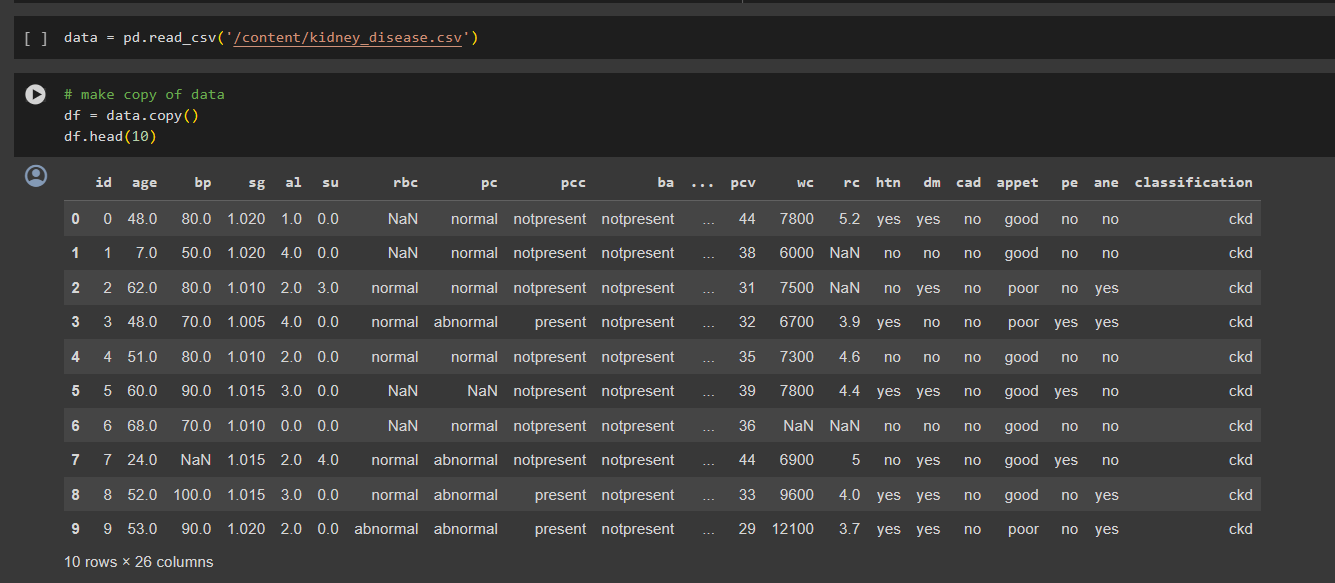 [ ] data = pd.read_csv('/content/kidney_disease.csv')
# make copy of data
df = data.copy()
df.head(10)
id age bp sg al su rbc pc pcc ba ... pcv wc rc htn dm cad appet pe ane classification
0 0 48.0 80.0 1.020 1.0 0.0 NaN normal notpresent notpresent ... 44 7800 5.2 yes yes no good no no ckd
1 1 7.0 50.0 1.020 4.0 0.0 NaN normal notpresent notpresent ... 38 6000 NaN no no no good no no ckd
2 2 62.0 80.0 1.010 2.0 3.0 normal normal notpresent notpresent ... 31 7500 NaN no yes no poor no yes ckd
3 3 48.0 70.0 1.005 4.0 0.0 normal abnormal present notpresent ... 32 6700 3.9 yes no no poor yes yes ckd
4 4 51.0 80.0 1.010 2.0 0.0 normal normal notpresent notpresent ... 35 7300 4.6 no no no good no no ckd
5 5 60.0 90.0 1.015 3.0 0.0 NaN NaN notpresent notpresent ... 39 7800 4.4 yes yes no good yes no ckd
6 6 68.0 70.0 1.010 0.0 0.0 NaN normal notpresent notpresent ... 36 NaN NaN no no no good no no ckd
7 7 24.0 NaN 1.015 2.0 4.0 normal abnormal notpresent notpresent ... 44 6900 5 no yes no good yes no ckd
8 8 52.0 100.0 1.015 3.0 0.0 normal abnormal present notpresent ... 33 9600 4.0 yes yes no good no yes ckd
9 9 53.0 90.0 1.020 2.0 0.0 abnormal abnormal present notpresent ... 29 12100 3.7 yes yes no poor no yes ckd
10 rows × 26 columns